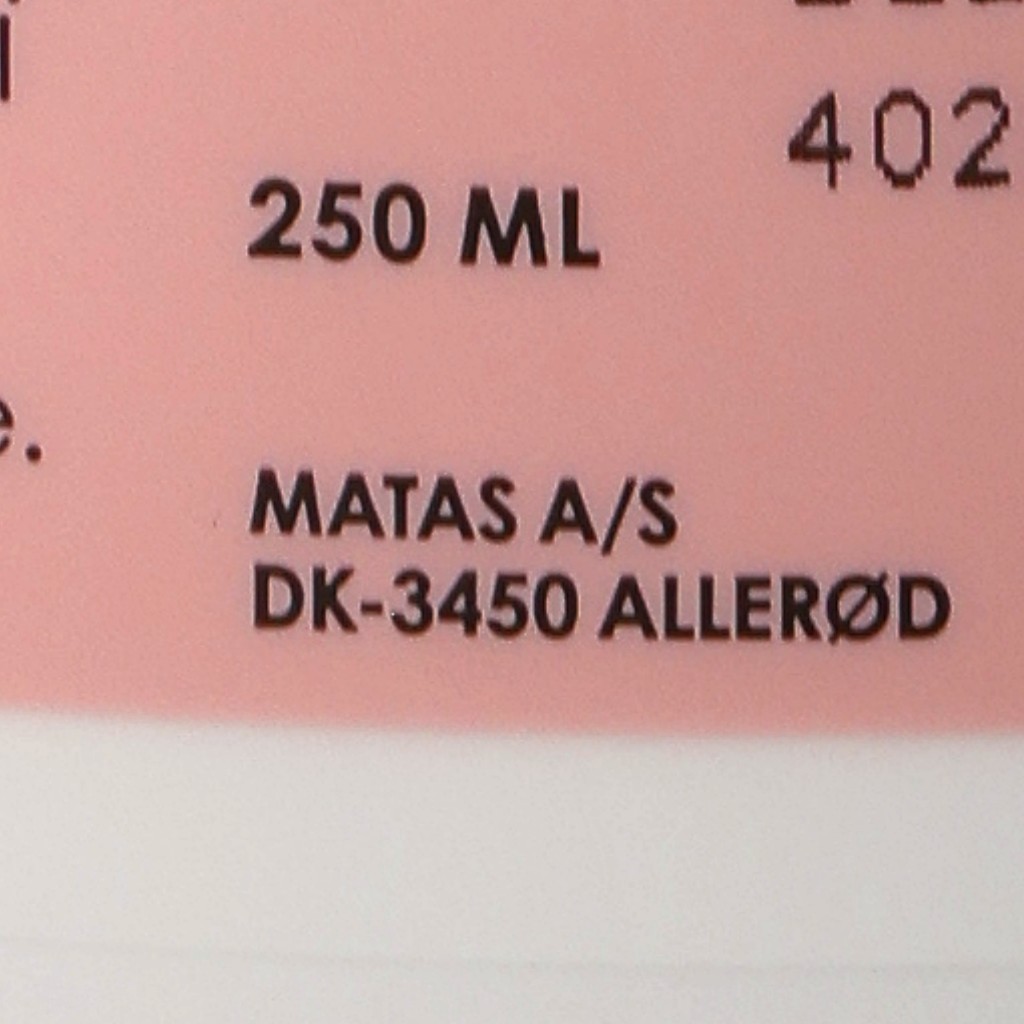 402
250 ML
MATAS A/S
DK-3450 ALLERØD